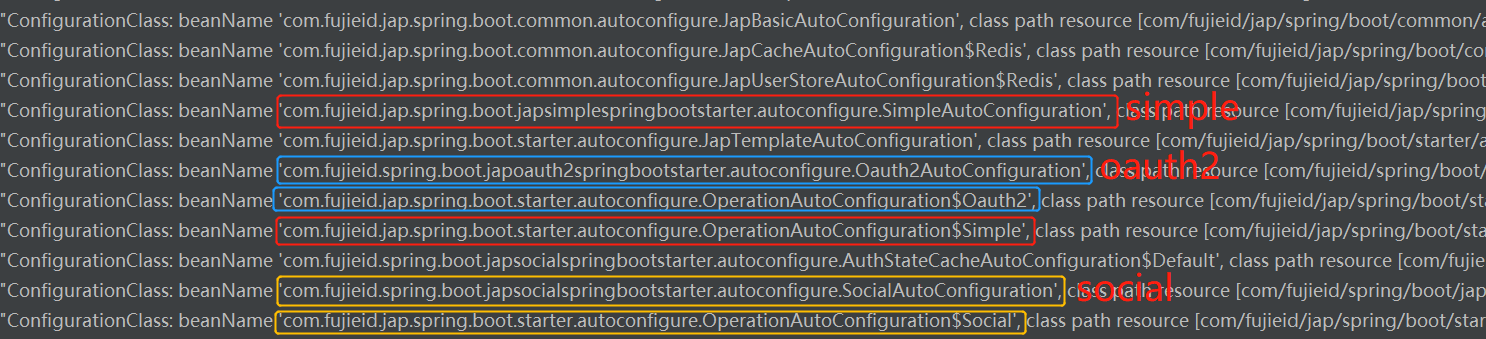 "ConfigurationClass: beanName 'com.fujieid.jap.spring.boot.common.autoconfigure.JapBasicAutoConfiguration', class path resource [com/fujieid/jap/spring/boot/common/a
"ConfigurationClass: beanName 'com.fujieid.jap.spring.boot.common.autoconfigure.JapCacheAutoConfiguration$Redis', class path resource [com/fujieid/jap/spring/boot/co
"ConfigurationClass: beanName 'com.fujieid.jap.spring.boot.common.autoconfigure.JapUserStoreAutoConfiguration$Redis', class path resource [com/fujieid/jap/spring/boot
"ConfigurationClass: beanName 'com.fujieid.jap.spring.boot.japsimplespringbootstarter.autoconfigure.SimpleAutoConfiguration', class path resource [com/fujieid/jap/spring
simple
"ConfigurationClass: beanName 'com.fujieid.jap.spring.boot.starter.autoconfigure.JapTemplateAutoConfiguration', class path resource [com/fujieid/jap/spring/boot/starter/a
"ConfigurationClass: beanName 'com.fujieid.spring.boot.japoauth2springbootstarter.autoconfigure.Oauth2AutoConfiguration', class path resource [com/fujieid/spring/boot/
oauth2
"ConfigurationClass: beanName 'com.fujieid.jap.spring.boot.starter.autoconfigure.OperationAutoConfiguration$Oauth2', class path resource [com/fujieid/jap/spring/boot/sta
"ConfigurationClass: beanName 'com.fujieid.jap.spring.boot.starter.autoconfigure.OperationAutoConfiguration$Simple', class path resource [com/fujieid/jap/spring/boot/sta
"ConfigurationClass: beanName 'com.fujieid.spring.boot.japsocialspringbootstarter.autoconfigure.AuthStateCacheAutoConfiguration$Default', class path resource [com/fujie
"ConfigurationClass: beanName 'com.fujieid.spring.boot.japsocialspringbootstarter.autoconfigure.SocialAutoConfiguration', class path resource [com/fujieid/spring/boot/jap
social
"ConfigurationClass: beanName 'com.fujieid.jap.spring.boot.starter.autoconfigure.OperationAutoConfiguration$Social', class path resource [com/fujieid/jap/spring/boot/star